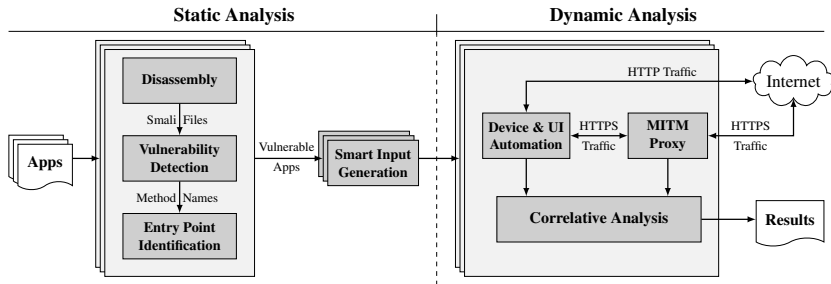 Static Analysis
Dynamic Analysis
Disassembly
Smali Files
Vulnerability
Detection
Method Names
Entry Point
Identification
Apps
Vulnerable
Apps
Smart Input
Generation
HTTP Traffic
Internet
Device & UI
Automation
HTTPS
Traffic
MITM
Proxy
HTTPS
Traffic
Correlative Analysis
Results